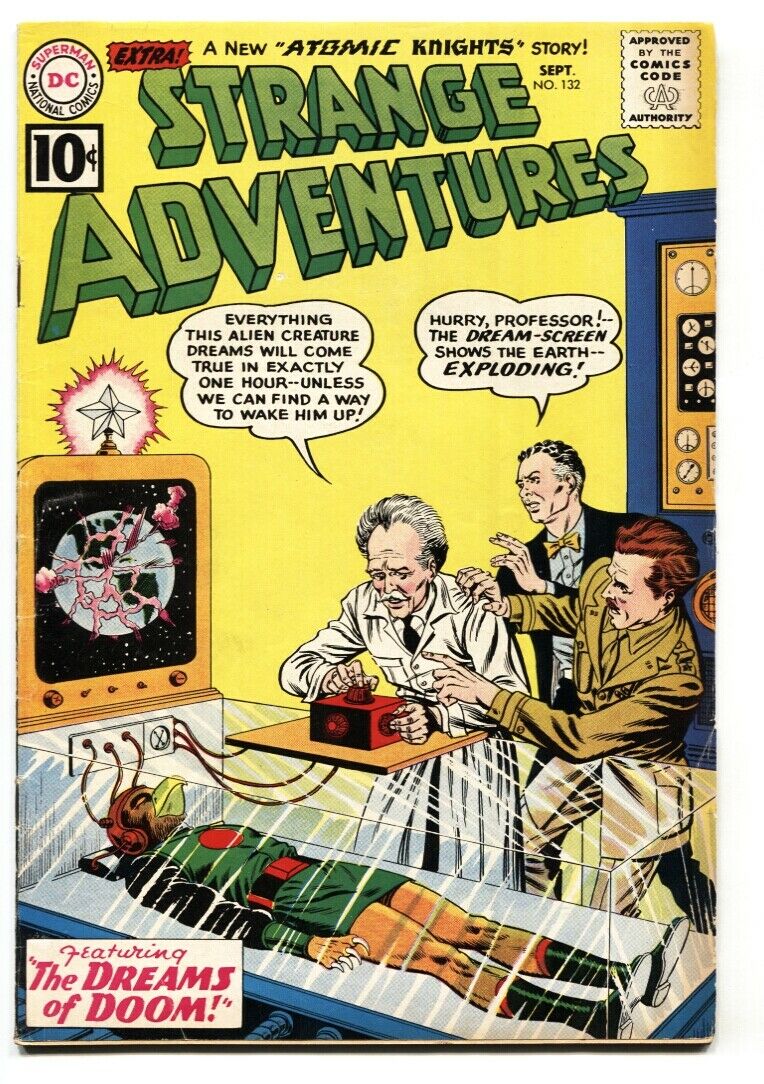 EXTRA! A NEW "ATOMIC KNIGHTS" STORY!
SUPERMAN
DC
NATIONAL COMICS
10¢
STRANGE
ADVENTURES
SEPT.
NO. 132
APPROVED
BY THE
COMICS
CODE
CA
AUTHORITY
EVERYTHING
THIS ALIEN CREATURE
DREAMS WILL COME
TRUE IN EXACTLY
ONE HOUR--UNLESS
WE CAN FIND A WAY
TO WAKE HIM UP!
HURRY, PROFESSOR!--
THE DREAM-SCREEN
SHOWS THE EARTH--
EXPLODING!
Featuring
"The DREAMS
of DOOM!"